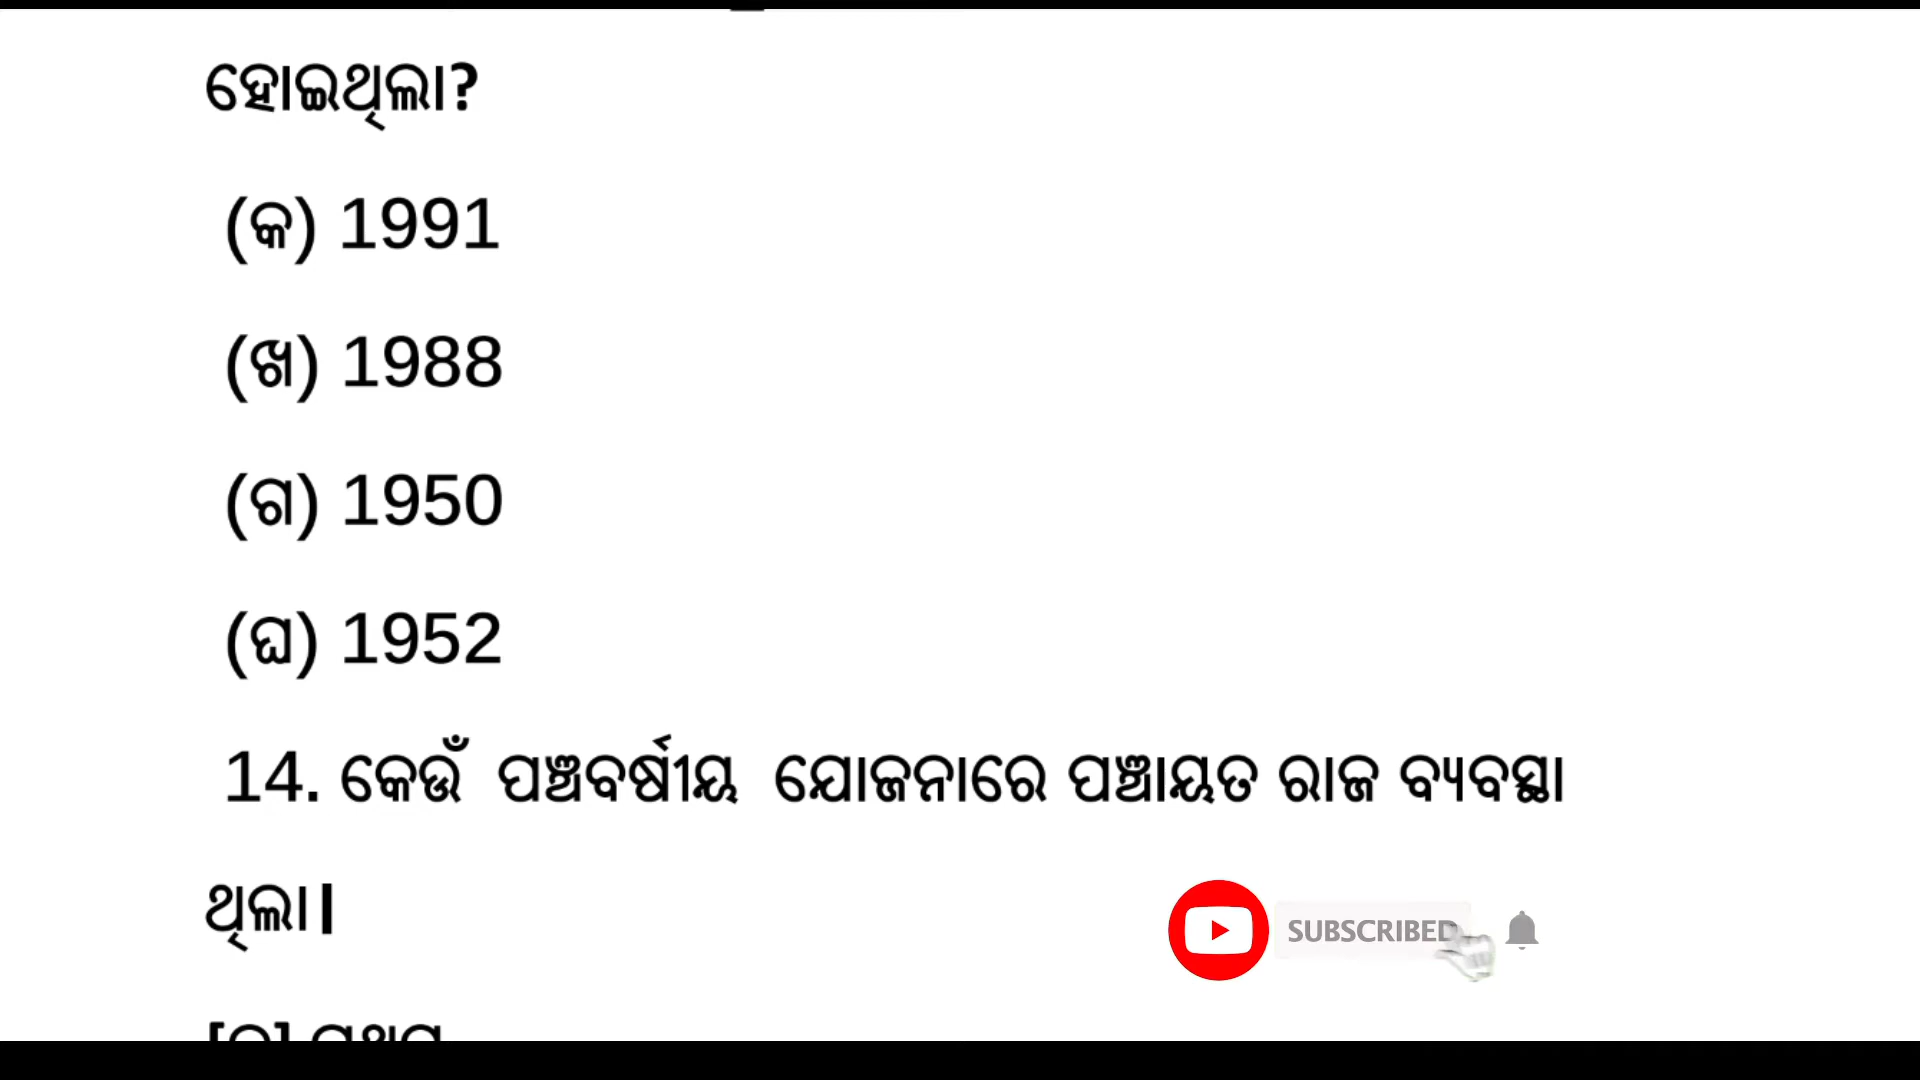 ହୋଇଥିଲା?
(କ) 1991
(ଖ) 1988
(ଗ) 1950
(ଘ) 1952
14. କେଉଁ ପଞ୍ଚବର୍ଷୀୟ ଯୋଜନାରେ ପଞ୍ଚାୟତ ରାଜ ବ୍ୟବସ୍ଥା
ଥିଲା|
SUBSCRIBED